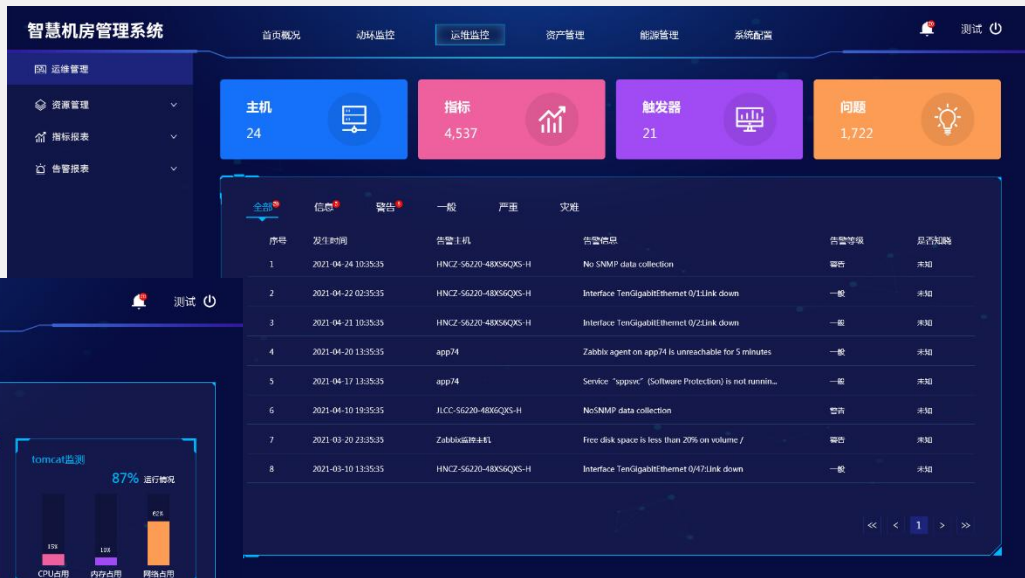 智慧机房管理系统
首页概况 动环监控 运维监控 资产管理 能源管理 系统配置
测试
运维管理
资源管理
指标报表
告警报表
主机
24
指标
4,537
触发器
21
问题
1,722
全部 信息 警告 一般 严重 灾难
序号 发生时间 告警主机 告警信息 告警等级 是否知晓
1 2021-04-24 10:35:35 HNCZ-S6220-48XS6QXS-H No SNMP data collection 警告 未知
2 2021-04-22 02:35:35 HNCZ-S6220-48XS6QXS-H Interface TenGigabitEthernet 0/1:Link down 一般 未知
3 2021-04-21 10:35:35 HNCZ-S6220-48XS6QXS-H Interface TenGigabitEthernet 0/2:Link down 一般 未知
4 2021-04-20 13:35:35 app74 Zabbix agent on app74 is unreachable for 5 minutes 一般 未知
5 2021-04-17 13:35:35 app74 Service "sppsvc" (Software Protection) is not runnin... 一般 未知
6 2021-04-10 19:35:35 JLCC-S6220-48X6QXS-H NoSNMP data collection 警告 未知
7 2021-03-20 23:35:35 Zabbix监控主机 Free disk space is less than 20% on volume / 警告 未知
8 2021-03-10 13:35:35 HNCZ-S6220-48XS6QXS-H Interface TenGigabitEthernet 0/47:Link down 一般 未知
<< < 1 > >>
测试
tomcat监测
87% 运行情况
62%
15%
CPU占用 内存占用 网络占用